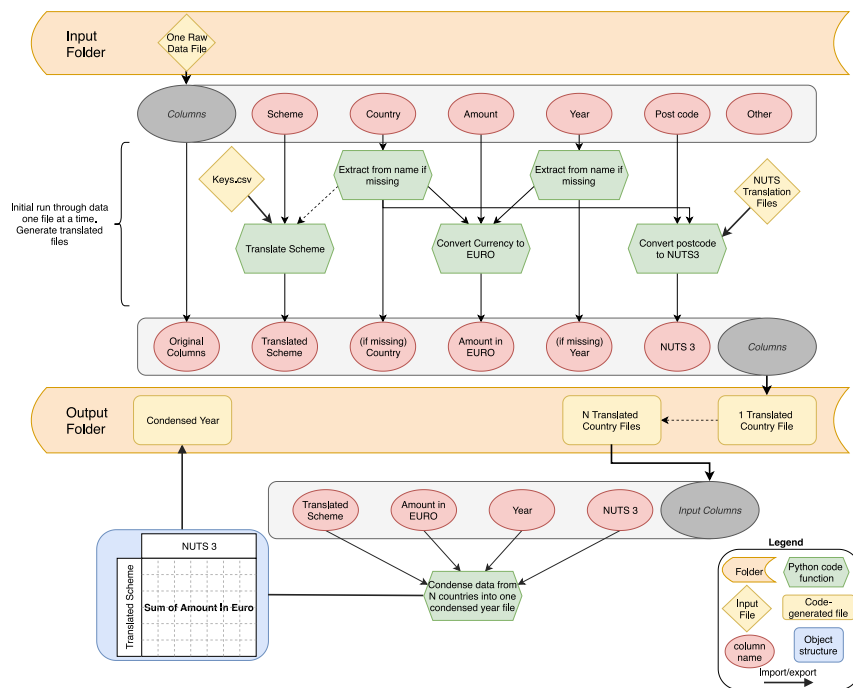 Input
Folder
One Raw
Data File
Columns
Scheme
Country
Amount
Year
Post code
Other
Initial run through data
one file at a time.
Generate translated
files
Keys.csv
Extract from name if
missing
Extract from name if
missing
NUTS
Translation
Files
Translate Scheme
Convert Currency to
EURO
Convert postcode
to NUTS3
Original
Columns
Translated
Scheme
(if missing)
Country
Amount in
EURO
(if missing)
Year
NUTS 3
Columns
Output
Folder
Condensed Year
N Translated
Country Files
1 Translated
Country File
Translated
Scheme
Amount in
EURO
Year
NUTS 3
Input Columns
NUTS 3
Translated Scheme
Sum of Amount In Euro
Condense data from
N countries into one
condensed year file
Legend
Folder
Python code
function
Input
File
Code-
generated file
column
name
Object
structure
Import/export